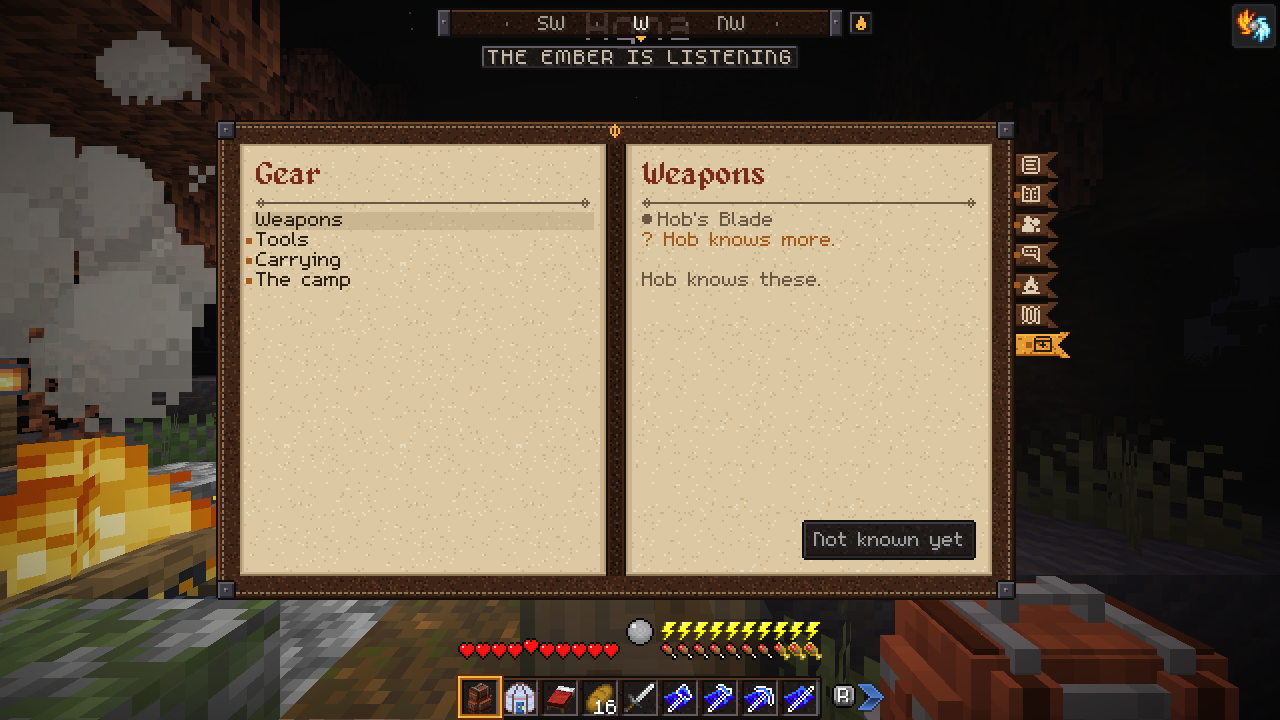 SW W NW
THE EMBER IS LISTENING
Gear
Weapons
Tools
Carrying
The camp
Weapons
Hob's Blade
? Hob knows more.
Hob knows these.
Not known yet
16
R